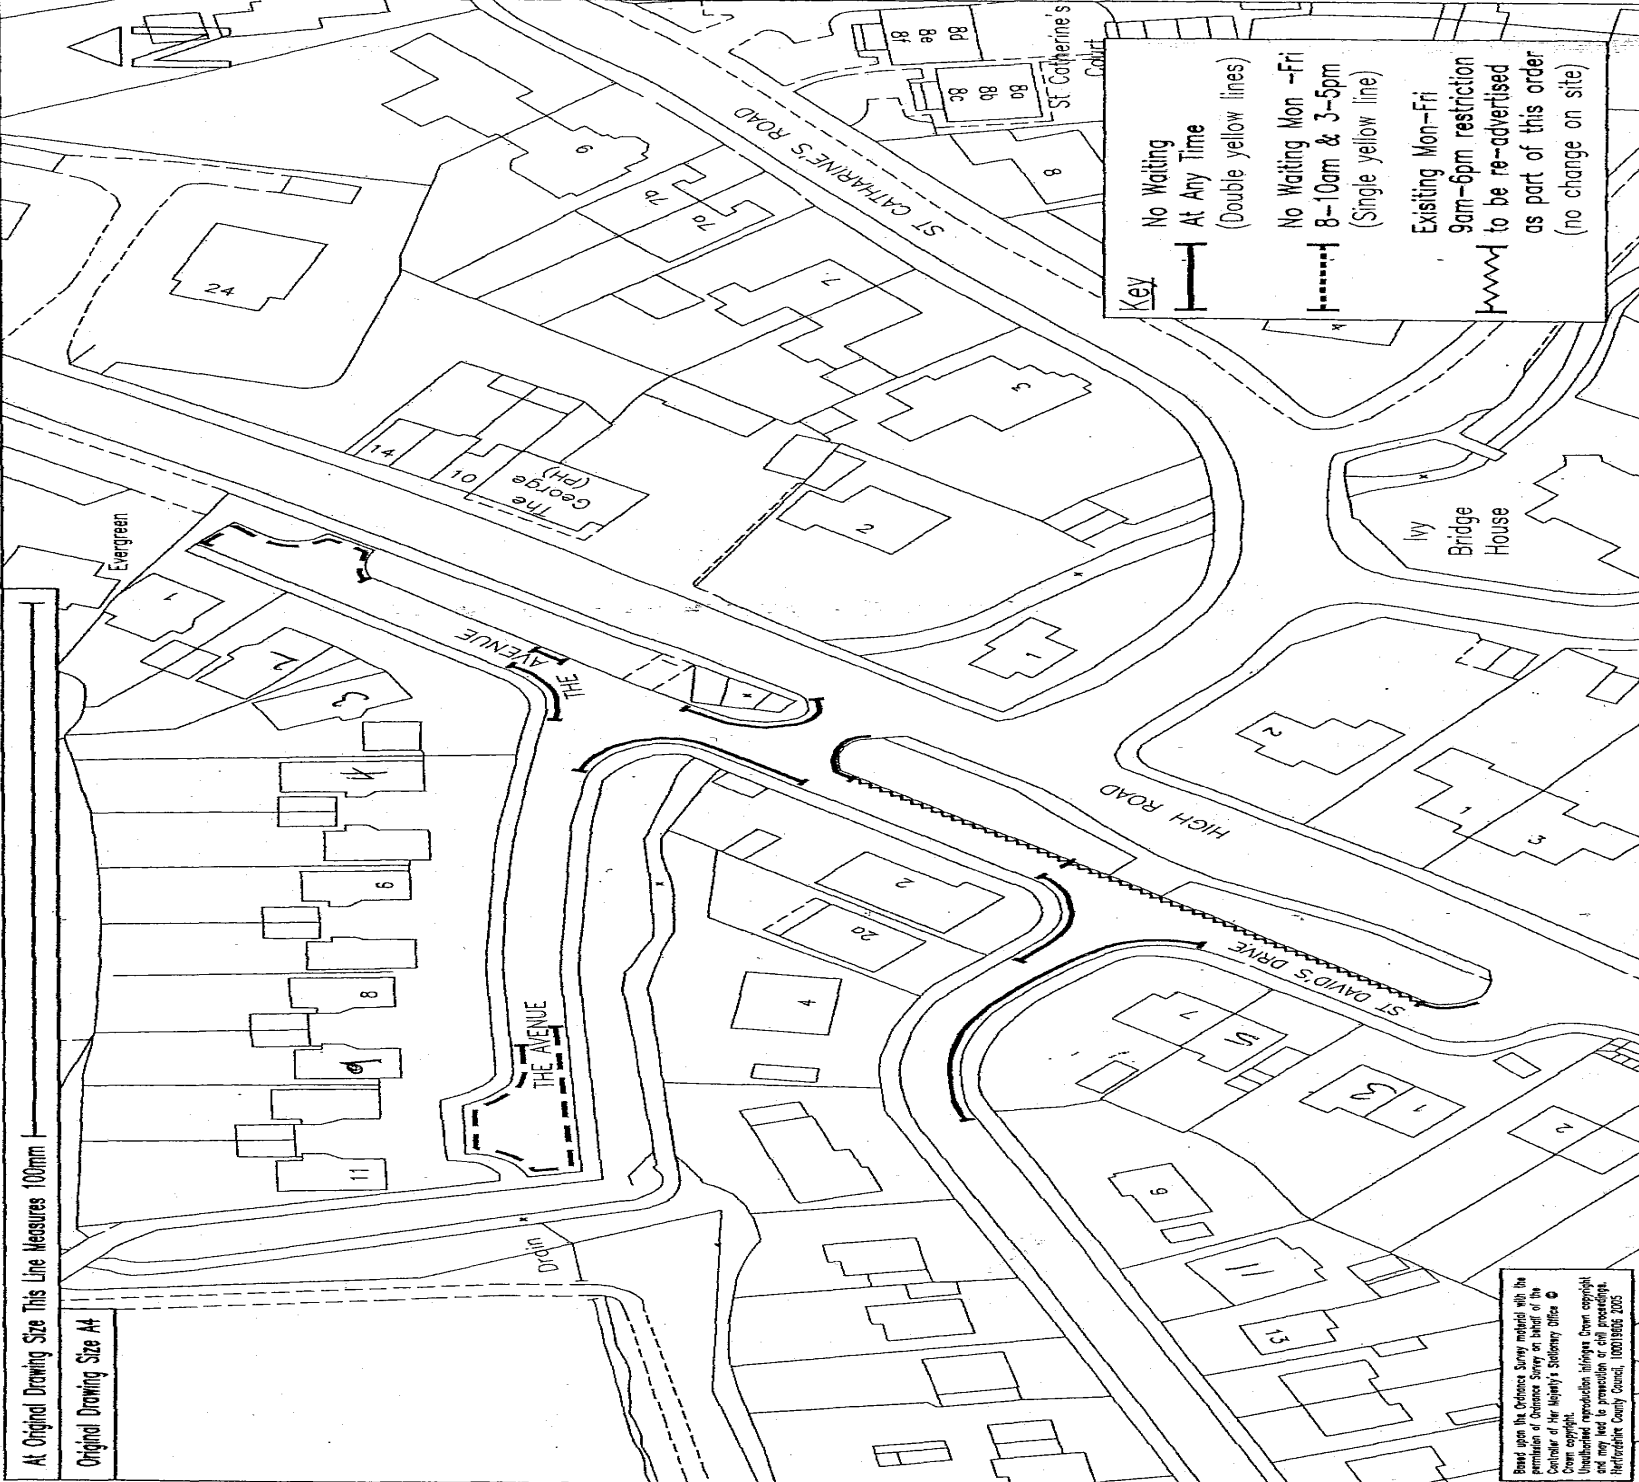 At Original Drawing Size This Line Measures 100mm
Original Drawing Size A4
N
Key
No Waiting
At Any Time
(Double yellow lines)
No Waiting Mon -Fri
8-10am & 3-5pm
(Single yellow line)
Exisiting Mon-Fri
9am-6pm restriction
to be re-advertised
as part of this order
(no change on site)
Evergreen
THE AVENUE
THE AVENUE
THE AVENUE
ST CATHARINE'S ROAD
HIGH ROAD
ST DAVID'S DRIVE
St Catherine's
Court
The
George
(PH)
Ivy
Bridge
House
Drain
24
14
10
9
7b
7a
7
3
2
1
8f
8e
8d
8c
8b
8a
8
1
2
3
4
6
8
9
11
2
2a
4
2
1
3
7
5
3
1
2
9
11
13
Based upon the Ordnance Survey material with the
permission of Ordnance Survey on behalf of the
Controller of Her Majesty's Stationery Office ©
Crown copyright.
Unauthorised reproduction infringes Crown copyright
and may lead to prosecution or civil proceedings.
Hertfordshire County Council, 100019606 2005